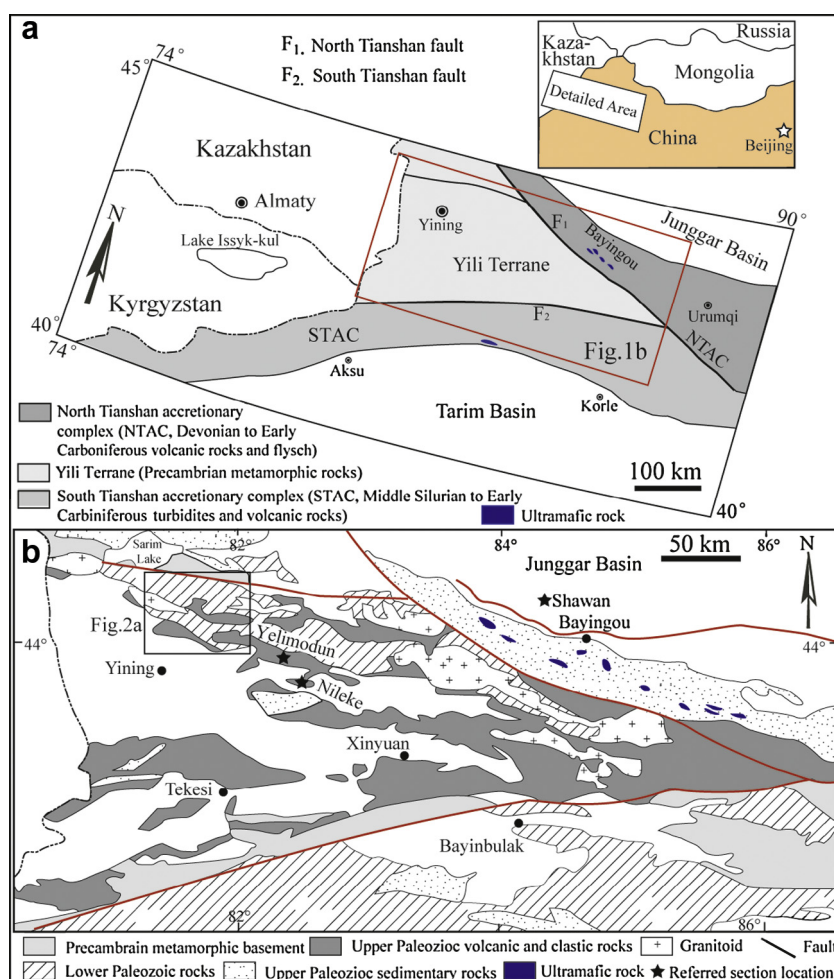 a
F1. North Tianshan fault
F2. South Tianshan fault
Kaza-
khstan
Russia
Mongolia
Detailed Area
China
Beijing
45°
74°
Kazakhstan
Almaty
N
Lake Issyk-kul
Kyrgyzstan
40°
74°
Yining
F1
Bayingou
Yili Terrane
Junggar Basin
90°
Urumqi
F2
NTAC
STAC
Fig.1b
Aksu
Korle
Tarim Basin
North Tianshan accretionary
complex (NTAC, Devonian to Early
Carboniferous volcanic rocks and flysch)
Yili Terrane (Precambrian metamorphic rocks)
South Tianshan accretionary complex (STAC, Middle Silurian to Early
Carbiniferous turbidites and volcanic rocks)
Ultramafic rock
100 km
40°
b
Sarim
Lake
82°
84°
86°
Junggar Basin
50 km
N
Shawan
Bayingou
Fig.2a
44°
44°
Yelimodun
Yining
Nileke
Xinyuan
Tekesi
Bayinbulak
82°
86°
Precambrain metamorphic basement
Upper Paleozioc volcanic and clastic rocks
Granitoid
Fault
Lower Paleozoic rocks
Upper Paleozioc sedimentary rocks
Ultramafic rock
Referred section location